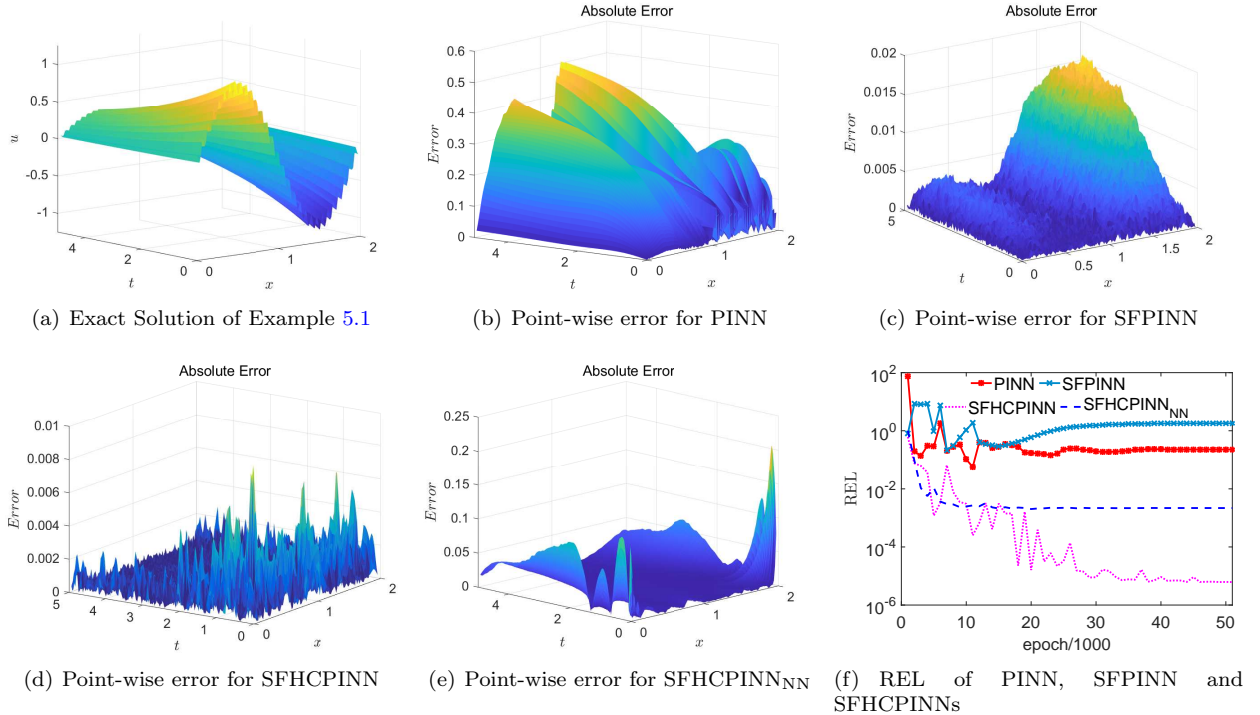 Absolute Error
Absolute Error
1
0.5
0
-0.5
-1
u
4
2
0
t
0
1
2
x
0.6
0.5
0.4
0.3
0.2
0.1
0
Error
4
2
0
t
0
1
2
x
0.02
0.015
0.01
0.005
0
Error
5
0
t
0
0.5
1
1.5
2
x
(a) Exact Solution of Example 5.1
(b) Point-wise error for PINN
(c) Point-wise error for SFPINN
Absolute Error
Absolute Error
0.01
0.008
0.006
0.004
0.002
0
Error
5
4
3
2
1
0
t
0
1
2
x
0.25
0.2
0.15
0.1
0.05
0
Error
4
2
0
t
0
1
2
x
10^2
10^0
10^-2
10^-4
10^-6
REL
PINN
SFPINN
SFHCPINN
SFHCPINN_NN
0
10
20
30
40
50
epoch/1000
(d) Point-wise error for SFHCPINN
(e) Point-wise error for SFHCPINN_NN
(f) REL of PINN, SFPINN and
SFHCPINNs